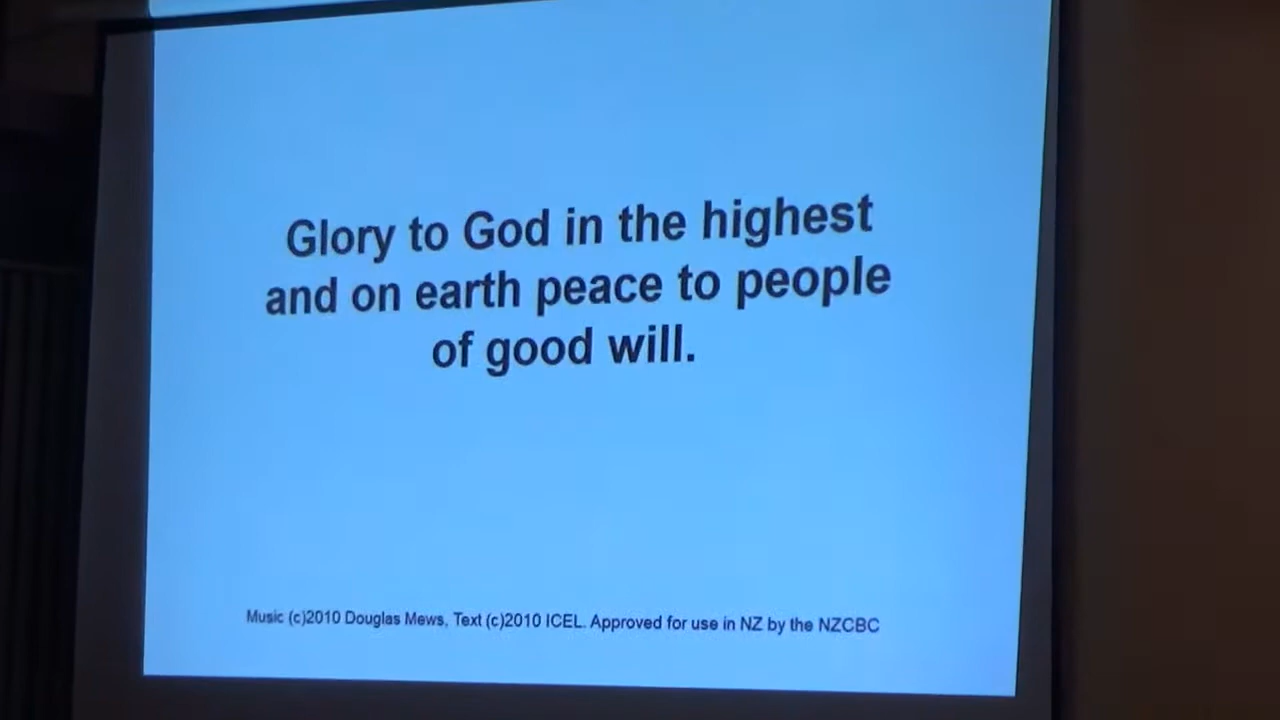 Glory to God in the highest
and on earth peace to people
of good will.
Music (c)2010 Douglas Mews, Text (c)2010 ICEL. Approved for use in NZ by the NZCBC